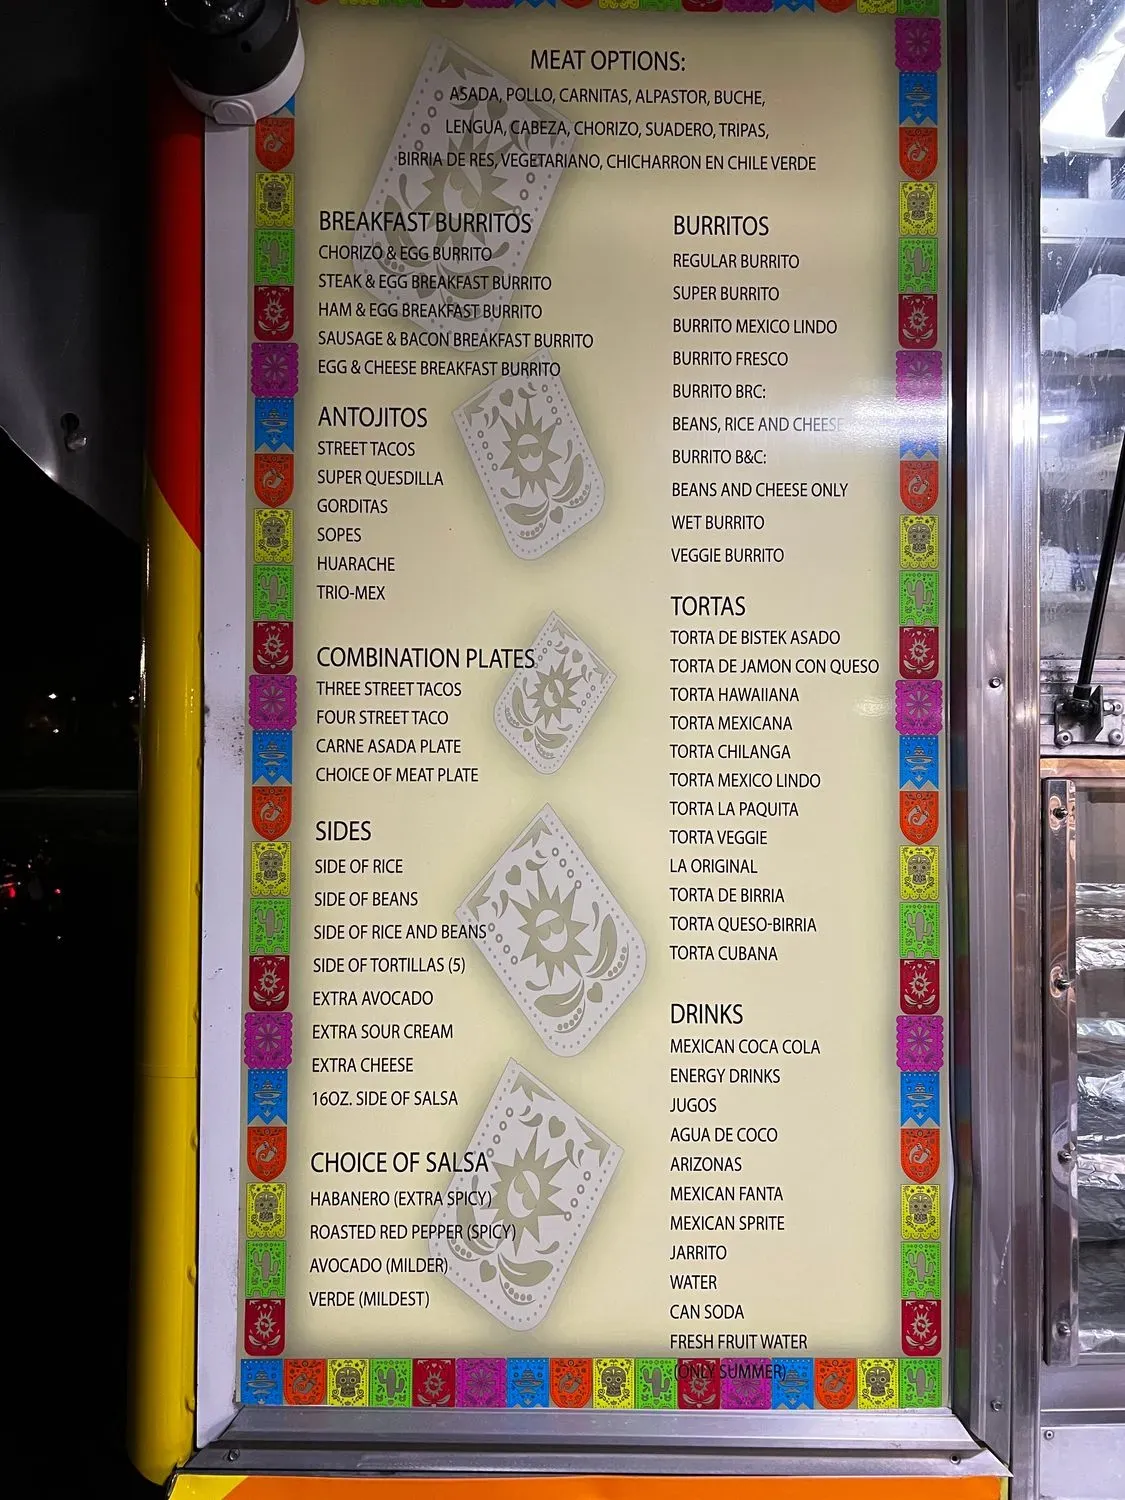 MEAT OPTIONS:
ASADA, POLLO, CARNITAS, ALPASTOR, BUCHE,
LENGUA, CABEZA, CHORIZO, SUADERO, TRIPAS,
BIRRIA DE RES, VEGETARIANO, CHICHARRON EN CHILE VERDE
BREAKFAST BURRITOS
CHORIZO & EGG BURRITO
STEAK & EGG BREAKFAST BURRITO
HAM & EGG BREAKFAST BURRITO
SAUSAGE & BACON BREAKFAST BURRITO
EGG & CHEESE BREAKFAST BURRITO
ANTOJITOS
STREET TACOS
SUPER QUESDILLA
GORDITAS
SOPES
HUARACHE
TRIO-MEX
COMBINATION PLATES
THREE STREET TACOS
FOUR STREET TACO
CARNE ASADA PLATE
CHOICE OF MEAT PLATE
SIDES
SIDE OF RICE
SIDE OF BEANS
SIDE OF RICE AND BEANS
SIDE OF TORTILLAS (5)
EXTRA AVOCADO
EXTRA SOUR CREAM
EXTRA CHEESE
16OZ. SIDE OF SALSA
CHOICE OF SALSA
HABANERO (EXTRA SPICY)
ROASTED RED PEPPER (SPICY)
AVOCADO (MILDER)
VERDE (MILDEST)
BURRITOS
REGULAR BURRITO
SUPER BURRITO
BURRITO MEXICO LINDO
BURRITO FRESCO
BURRITO BRC:
BEANS, RICE AND CHEESE
BURRITO B&C:
BEANS AND CHEESE ONLY
WET BURRITO
VEGGIE BURRITO
TORTAS
TORTA DE BISTEK ASADO
TORTA DE JAMON CON QUESO
TORTA HAWAIIANA
TORTA MEXICANA
TORTA CHILANGA
TORTA MEXICO LINDO
TORTA LA PAQUITA
TORTA VEGGIE
LA ORIGINAL
TORTA DE BIRRIA
TORTA QUESO-BIRRIA
TORTA CUBANA
DRINKS
MEXICAN COCA COLA
ENERGY DRINKS
JUGOS
AGUA DE COCO
ARIZONAS
MEXICAN FANTA
MEXICAN SPRITE
JARRITO
WATER
CAN SODA
FRESH FRUIT WATER
(ONLY SUMMER)